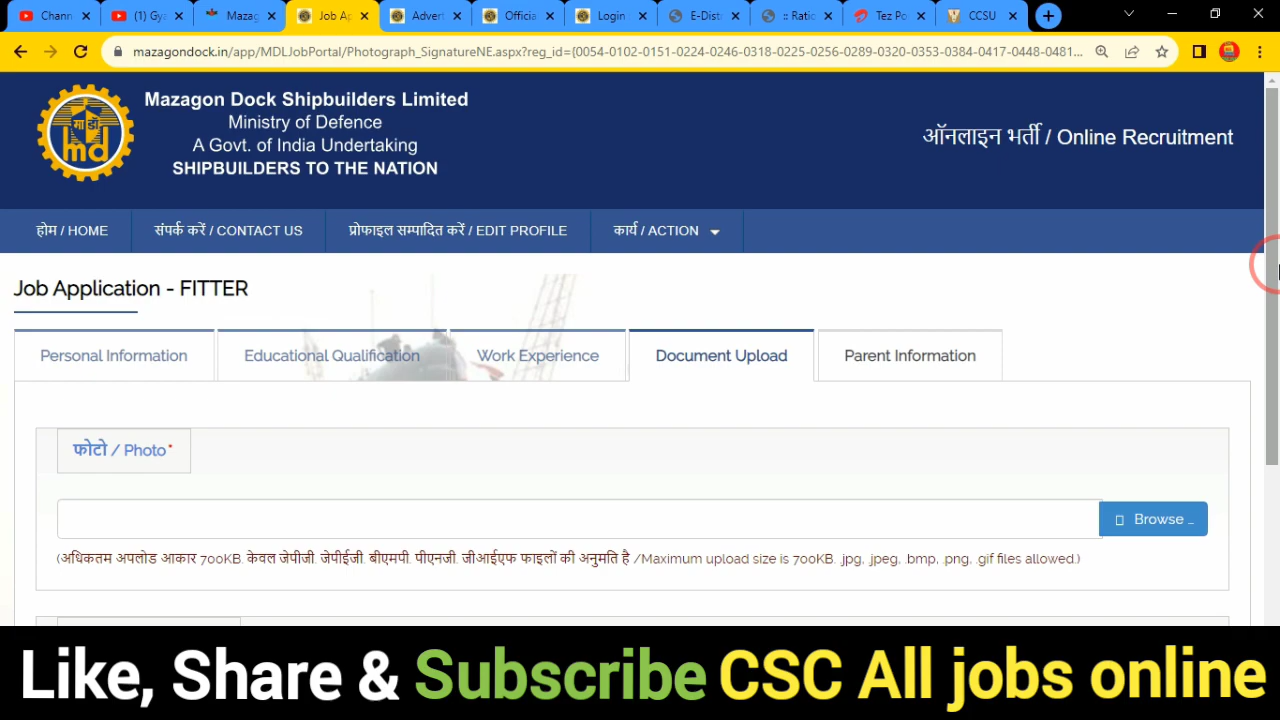 Chann
(1) Gya
Mazag
Job Ap
Advert
Officia
Login
E-Dist
:: Ratio
Tez Po
CCSU
mazagondock.in/app/MDLJobPortal/Photograph_SignatureNE.aspx?reg_id={0054-0102-0151-0224-0246-0318-0225-0256-0289-0320-0353-0384-0417-0448-0481...
Mazagon Dock Shipbuilders Limited
Ministry of Defence
A Govt. of India Undertaking
SHIPBUILDERS TO THE NATION
माडॉ
md
ऑनलाइन भर्ती / Online Recruitment
होम / HOME
संपर्क करें / CONTACT US
प्रोफाइल सम्पादित करें / EDIT PROFILE
कार्य / ACTION
Job Application - FITTER
Personal Information
Educational Qualification
Work Experience
Document Upload
Parent Information
फोटो / Photo*
Browse ...
(अधिकतम अपलोड आकार 700KB. केवल जेपीजी. जेपीईजी. बीएमपी. पीएनजी. जीआईएफ फाइलों की अनुमति है /Maximum upload size is 700KB. .jpg, .jpeg, .bmp, .png, .gif files allowed.)
Like, Share & Subscribe CSC All jobs online